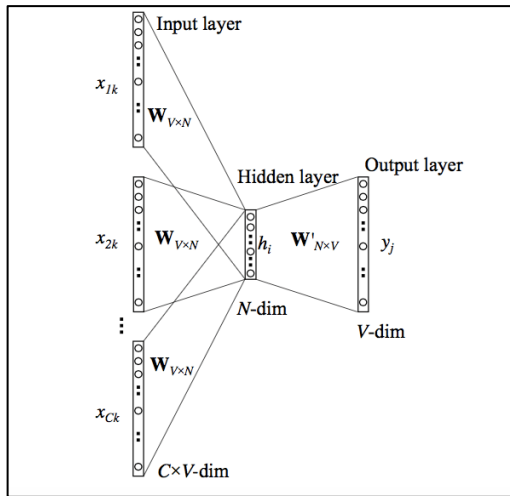 Input layer
x1k
WV×N
Hidden layer
Output layer
x2k
WV×N
hi
W'N×V
yj
N-dim
V-dim
WV×N
xCk
C×V-dim